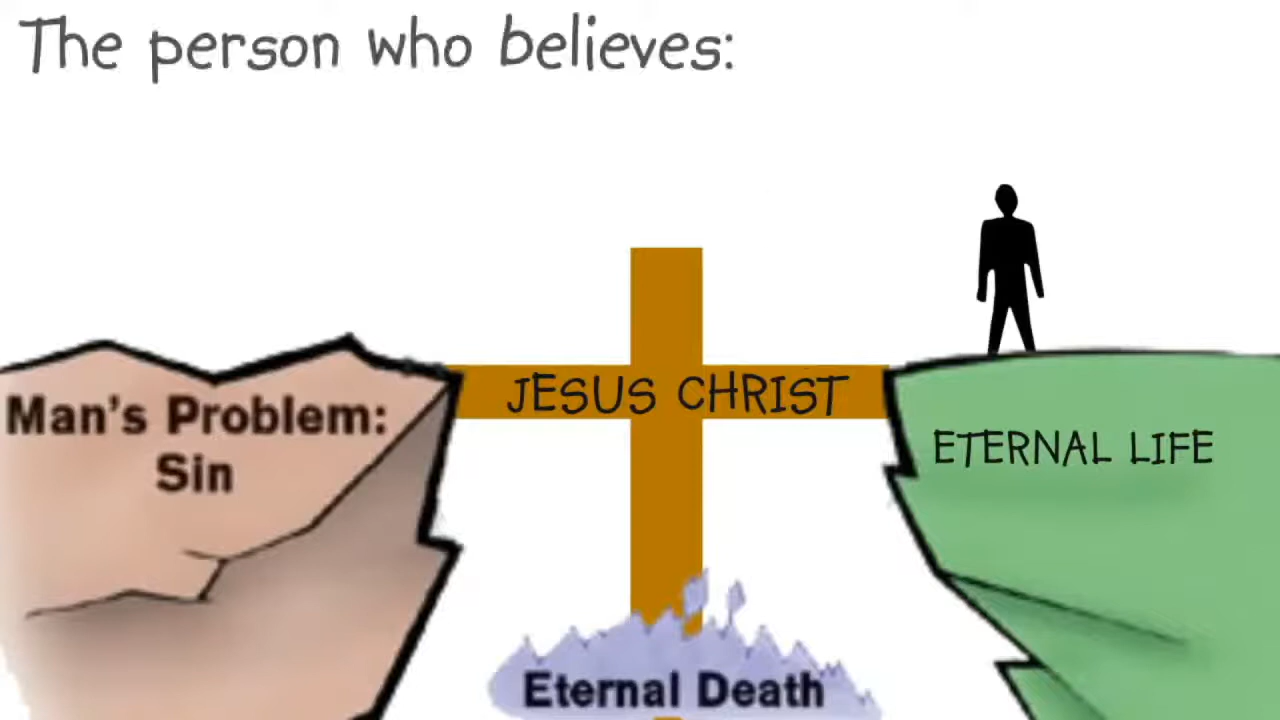 The person who believes:
JESUS CHRIST
Man's Problem:
Sin
ETERNAL LIFE
Eternal Death